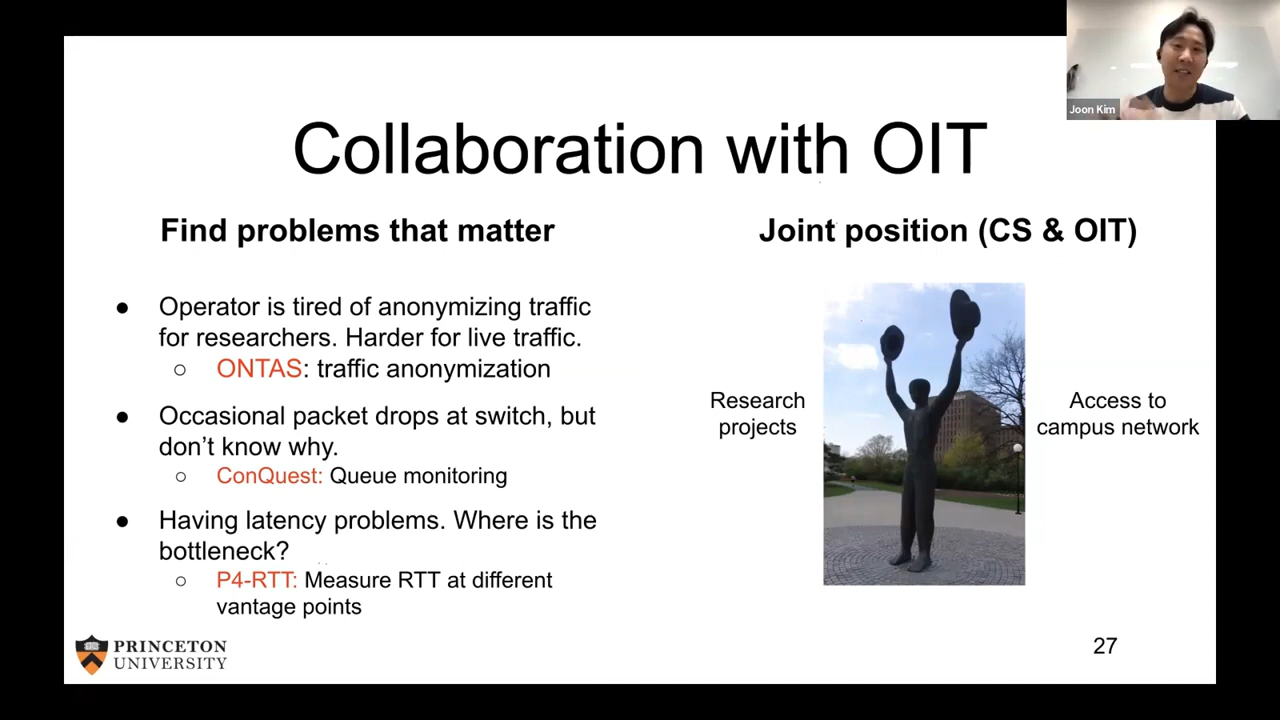 Joon Kim
Collaboration with OIT
Find problems that matter
● Operator is tired of anonymizing traffic
for researchers. Harder for live traffic.
○ ONTAS: traffic anonymization
● Occasional packet drops at switch, but
don’t know why.
○ ConQuest: Queue monitoring
● Having latency problems. Where is the
bottleneck?
○ P4-RTT: Measure RTT at different
vantage points
Joint position (CS & OIT)
Research
projects
Access to
campus network
PRINCETON
UNIVERSITY
27